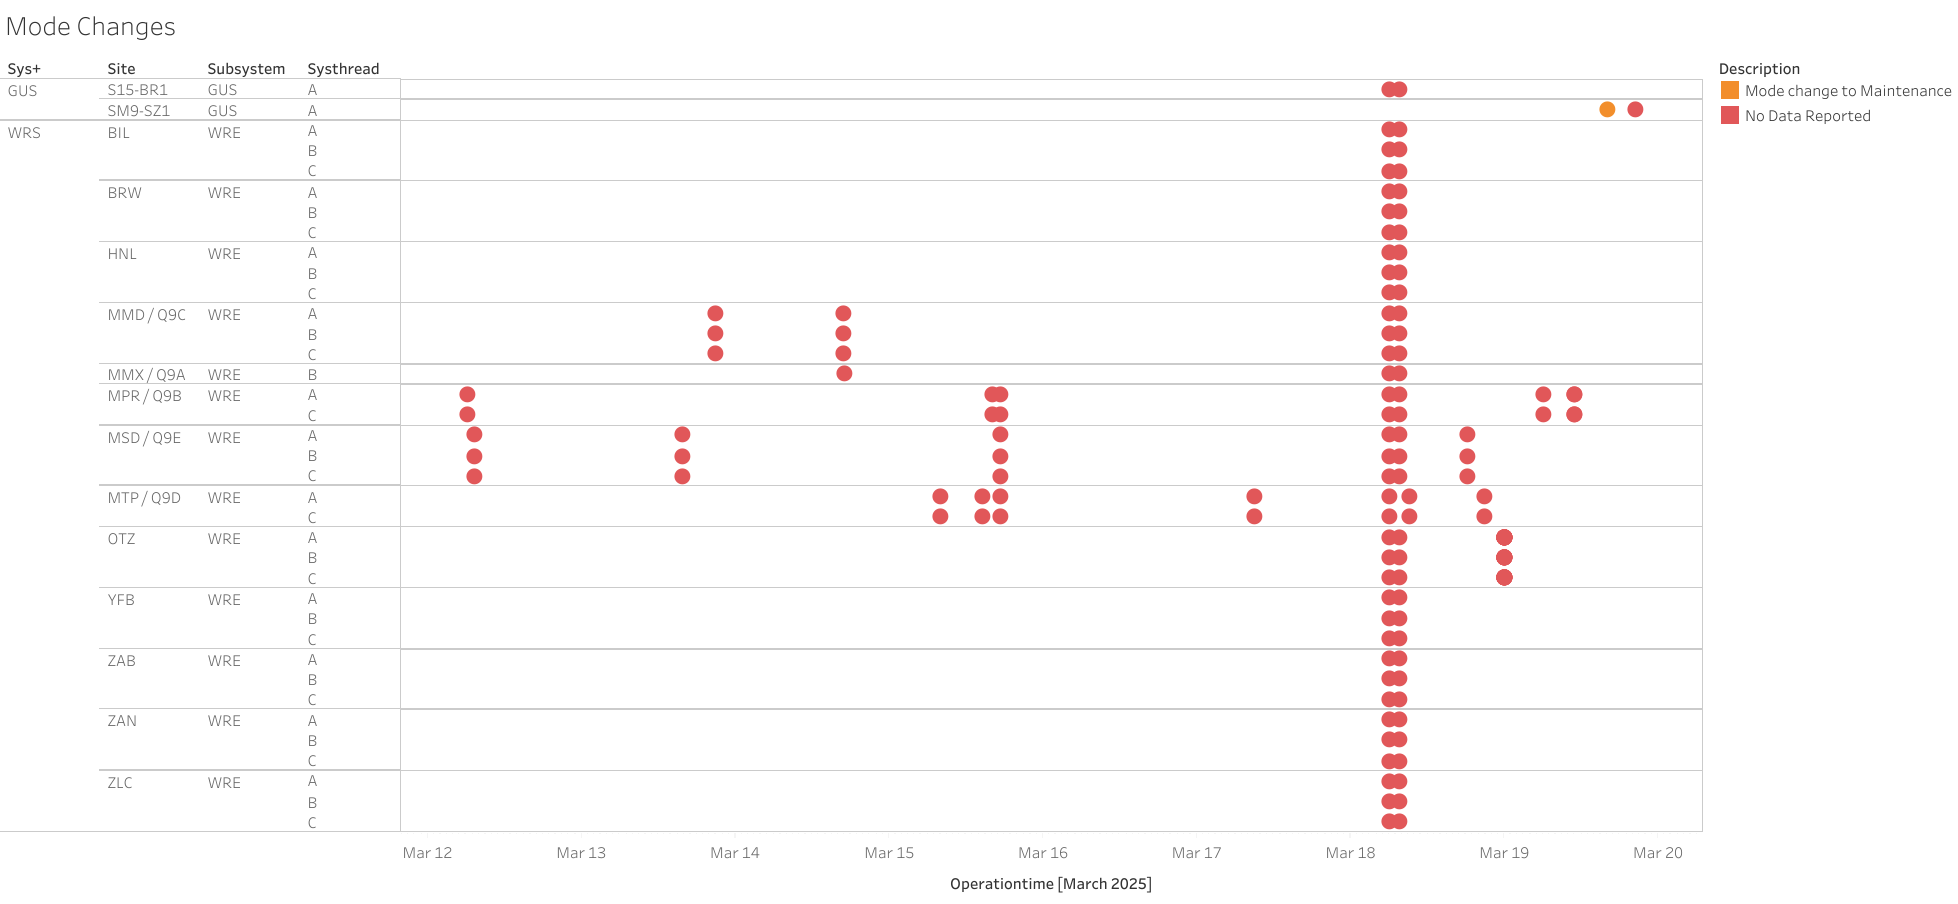 Mode Changes
Sys+ Site Subsystem Systhread Description
GUS S15-BR1 GUS A Mode change to Maintenance
SM9-SZ1 GUS A No Data Reported
WRS BIL WRE A
B
C
BRW WRE A
B
C
HNL WRE A
B
C
MMD / Q9C WRE A
B
C
MMX / Q9A WRE B
MPR / Q9B WRE A
C
MSD / Q9E WRE A
B
C
MTP / Q9D WRE A
C
OTZ WRE A
B
C
YFB WRE A
B
C
ZAB WRE A
B
C
ZAN WRE A
B
C
ZLC WRE A
B
C
Mar 12 Mar 13 Mar 14 Mar 15 Mar 16 Mar 17 Mar 18 Mar 19 Mar 20
Operationtime [March 2025]